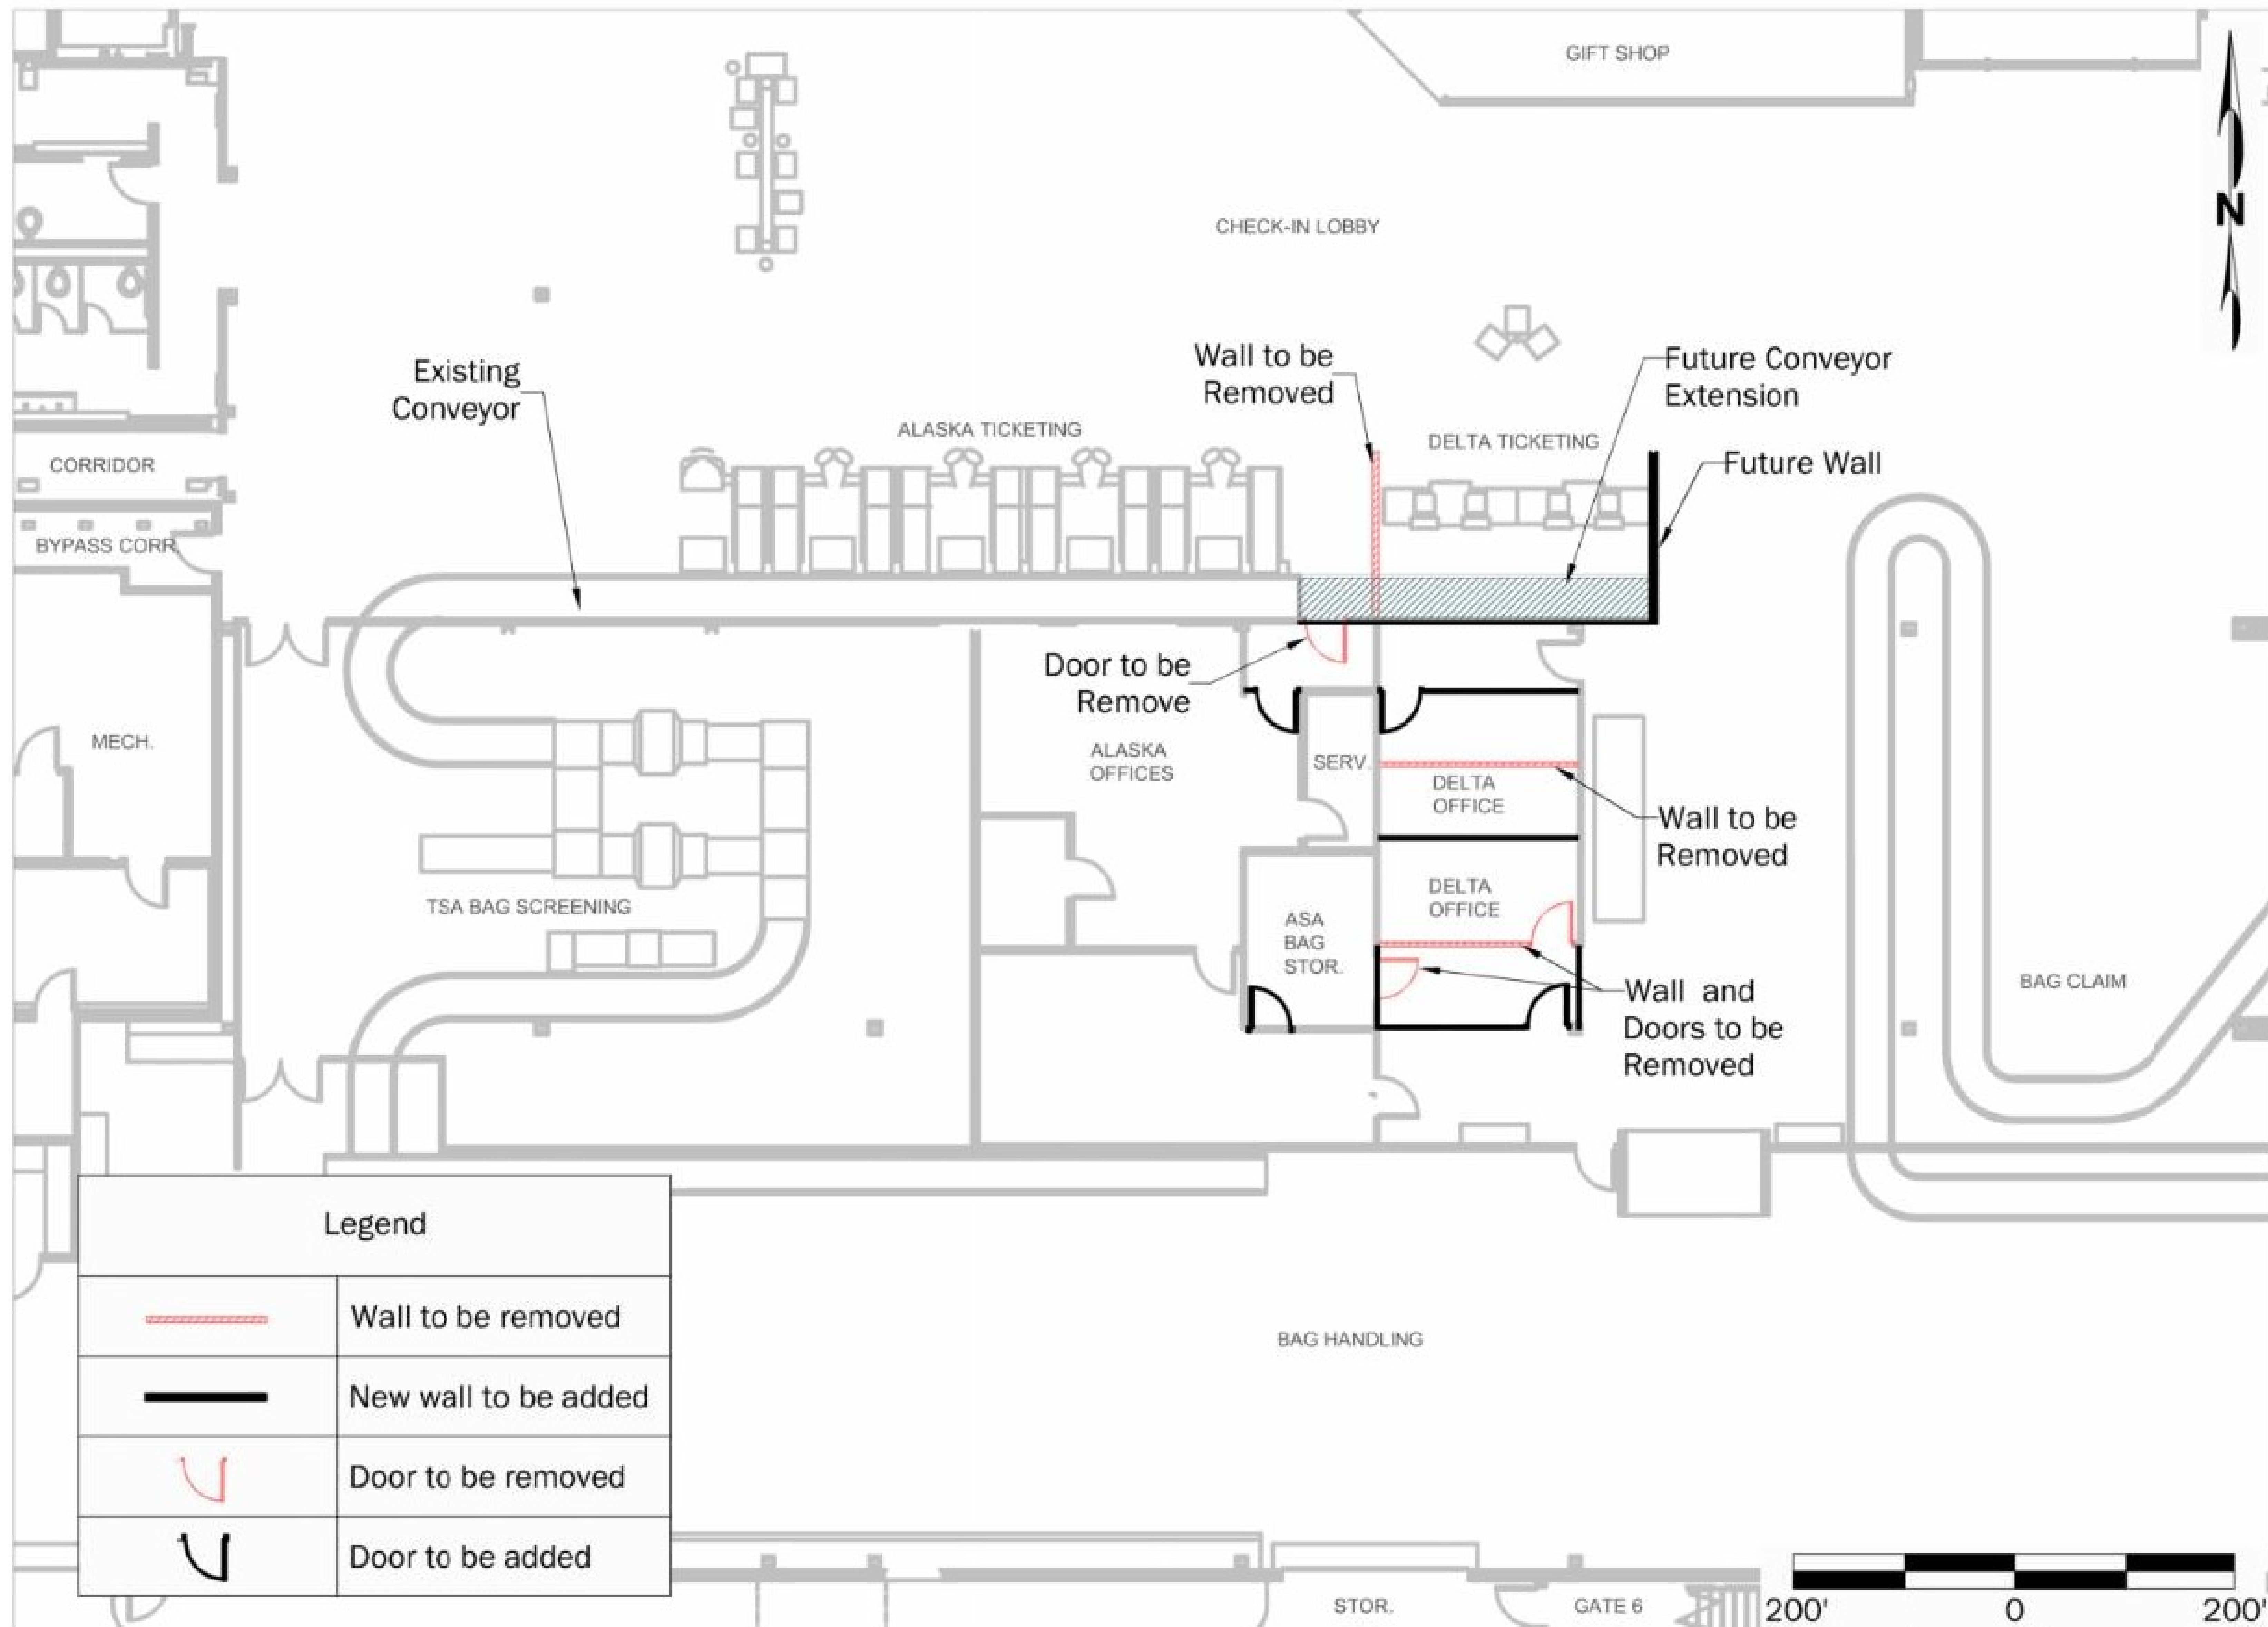 GIFT SHOP
N
CHECK-IN LOBBY
Existing
Conveyor
Wall to be
Removed
Future Conveyor
Extension
ALASKA TICKETING
DELTA TICKETING
Future Wall
CORRIDOR
BYPASS CORR.
Door to be
Remove
MECH.
ALASKA
OFFICES
SERV.
DELTA
OFFICE
Wall to be
Removed
TSA BAG SCREENING
DELTA
OFFICE
ASA
BAG
STOR.
Wall and
Doors to be
Removed
BAG CLAIM
Legend
Wall to be removed
New wall to be added
Door to be removed
Door to be added
BAG HANDLING
STOR.
GATE 6
200' 0 200'